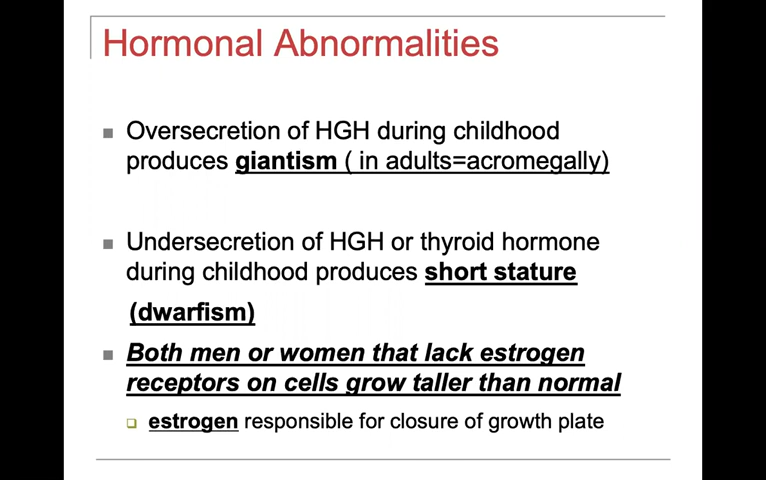 Hormonal Abnormalities
Oversecretion of HGH during childhood
produces giantism ( in adults=acromegally)
Undersecretion of HGH or thyroid hormone
during childhood produces short stature
(dwarfism)
Both men or women that lack estrogen
receptors on cells grow taller than normal
estrogen responsible for closure of growth plate